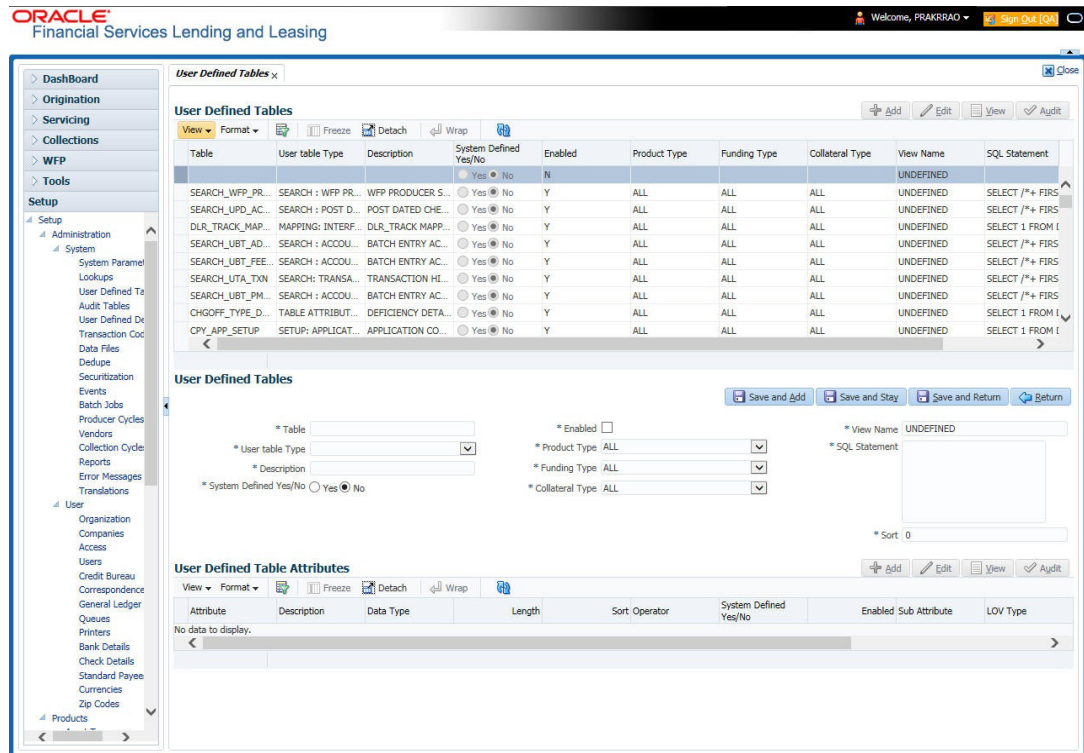 ORACLE®
Financial Services Lending and Leasing
Welcome, PRAKRRAO
Sign Out [QA]
DashBoard
Origination
Servicing
Collections
WFP
Tools
Setup
Setup
Administration
System
System Paramet
Lookups
User Defined Ta
Audit Tables
User Defined De
Transaction Cod
Data Files
Dedupe
Securitization
Events
Batch Jobs
Producer Cycles
Vendors
Collection Cycle
Reports
Error Messages
Translations
User
Organization
Companies
Access
Users
Credit Bureau
Correspondence
General Ledger
Queues
Printers
Bank Details
Check Details
Standard Payee
Currencies
Zip Codes
Products
User Defined Tables x
Close
User Defined Tables
Add Edit View Audit
View Format Freeze Detach Wrap
Table User table Type Description System Defined Yes/No Enabled Product Type Funding Type Collateral Type View Name SQL Statement
Yes No N UNDEFINED
SEARCH_WFP_PR... SEARCH : WFP PR... WFP PRODUCER S... Yes No Y ALL ALL ALL UNDEFINED SELECT /*+ FIRS
SEARCH_UPD_AC... SEARCH : POST D... POST DATED CHE... Yes No Y ALL ALL ALL UNDEFINED SELECT /*+ FIRS
DLR_TRACK_MAP... MAPPING: INTERF... DLR_TRACK MAPP... Yes No Y ALL ALL ALL UNDEFINED SELECT 1 FROM D
SEARCH_UBT_AD... SEARCH : ACCOU... BATCH ENTRY AC... Yes No Y ALL ALL ALL UNDEFINED SELECT /*+ FIRS
SEARCH_UBT_FEE... SEARCH : ACCOU... BATCH ENTRY AC... Yes No Y ALL ALL ALL UNDEFINED SELECT /*+ FIRS
SEARCH_UTA_TXN SEARCH: TRANSA... TRANSACTION HI... Yes No Y ALL ALL ALL UNDEFINED SELECT /*+ FIRS
SEARCH_UBT_PM... SEARCH : ACCOU... BATCH ENTRY AC... Yes No Y ALL ALL ALL UNDEFINED SELECT /*+ FIRS
CHGOFF_TYPE_D... TABLE ATTRIBUT... DEFICIENCY DETA... Yes No Y ALL ALL ALL UNDEFINED SELECT 1 FROM D
CPY_APP_SETUP SETUP: APPLICAT... APPLICATION CO... Yes No Y ALL ALL ALL UNDEFINED SELECT 1 FROM D
User Defined Tables
Save and Add Save and Stay Save and Return Return
* Table
* User table Type
* Description
* System Defined Yes/No Yes No
* Enabled
* Product Type ALL
* Funding Type ALL
* Collateral Type ALL
* View Name UNDEFINED
* SQL Statement
* Sort 0
User Defined Table Attributes
Add Edit View Audit
View Format Freeze Detach Wrap
Attribute Description Data Type Length Sort Operator System Defined Yes/No Enabled Sub Attribute LOV Type
No data to display.